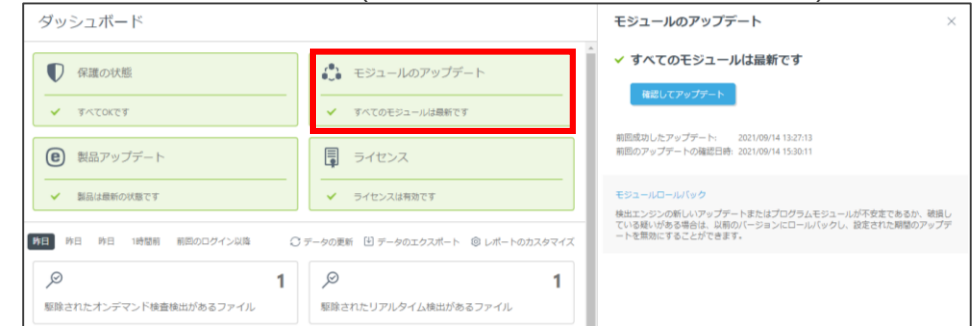 ダッシュボード
保護の状態
すべてOKです
モジュールのアップデート
すべてのモジュールは最新です
製品アップデート
製品は最新の状態です
ライセンス
ライセンスは有効です
昨日 昨日 昨日 1時間前 前回のログイン以降 データの更新 データのエクスポート レポートのカスタマイズ
1
駆除されたオンデマンド検査検出があるファイル
1
駆除されたリアルタイム検出があるファイル
モジュールのアップデート ×
すべてのモジュールは最新です
確認してアップデート
前回成功したアップデート: 2021/09/14 13:27:13
前回のアップデートの確認日時: 2021/09/14 15:30:11
モジュールロールバック
検出エンジンの新しいアップデートまたはプログラムモジュールが不安定であるか、破損し
ている疑いがある場合は、以前のバージョンにロールバックし、設定された期間のアップデ
ートを無効にすることができます。